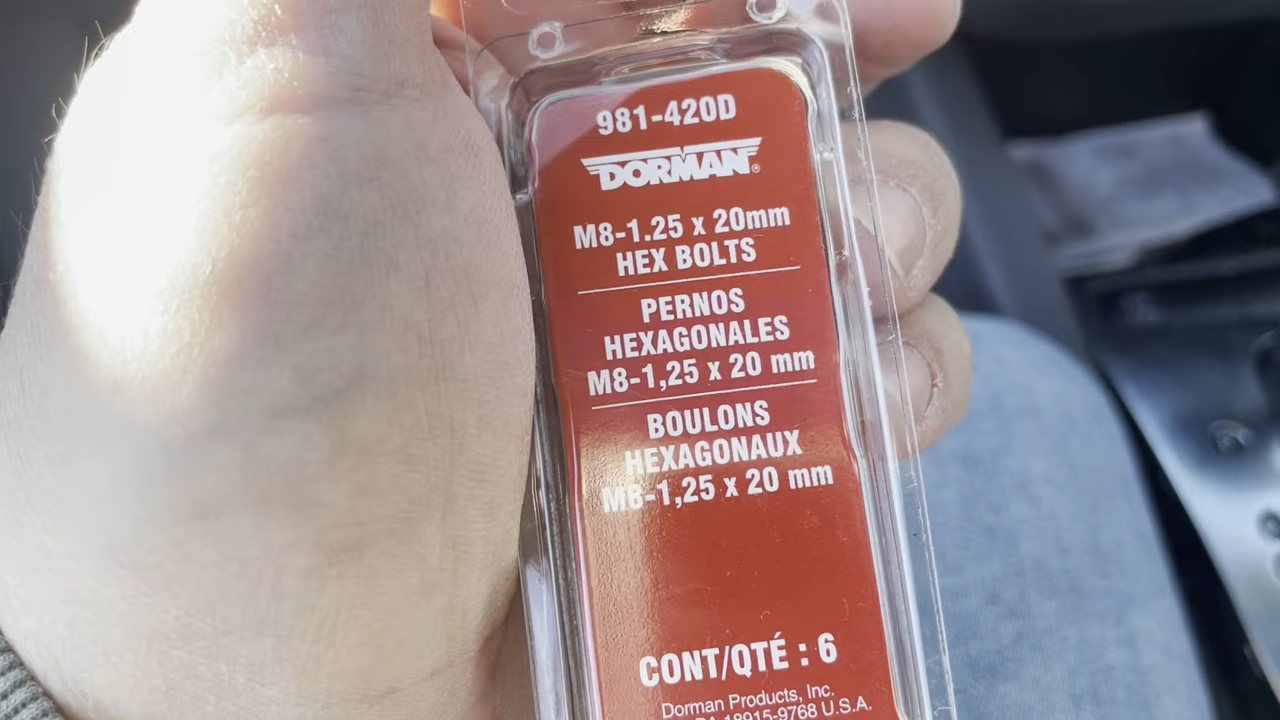 981-420D
DORMAN®
M8-1.25 x 20mm
HEX BOLTS
PERNOS
HEXAGONALES
M8-1,25 x 20 mm
BOULONS
HEXAGONAUX
M8-1,25 x 20 mm
CONT/QTÉ : 6
Dorman Products, Inc.
PA 18915-9768 U.S.A.